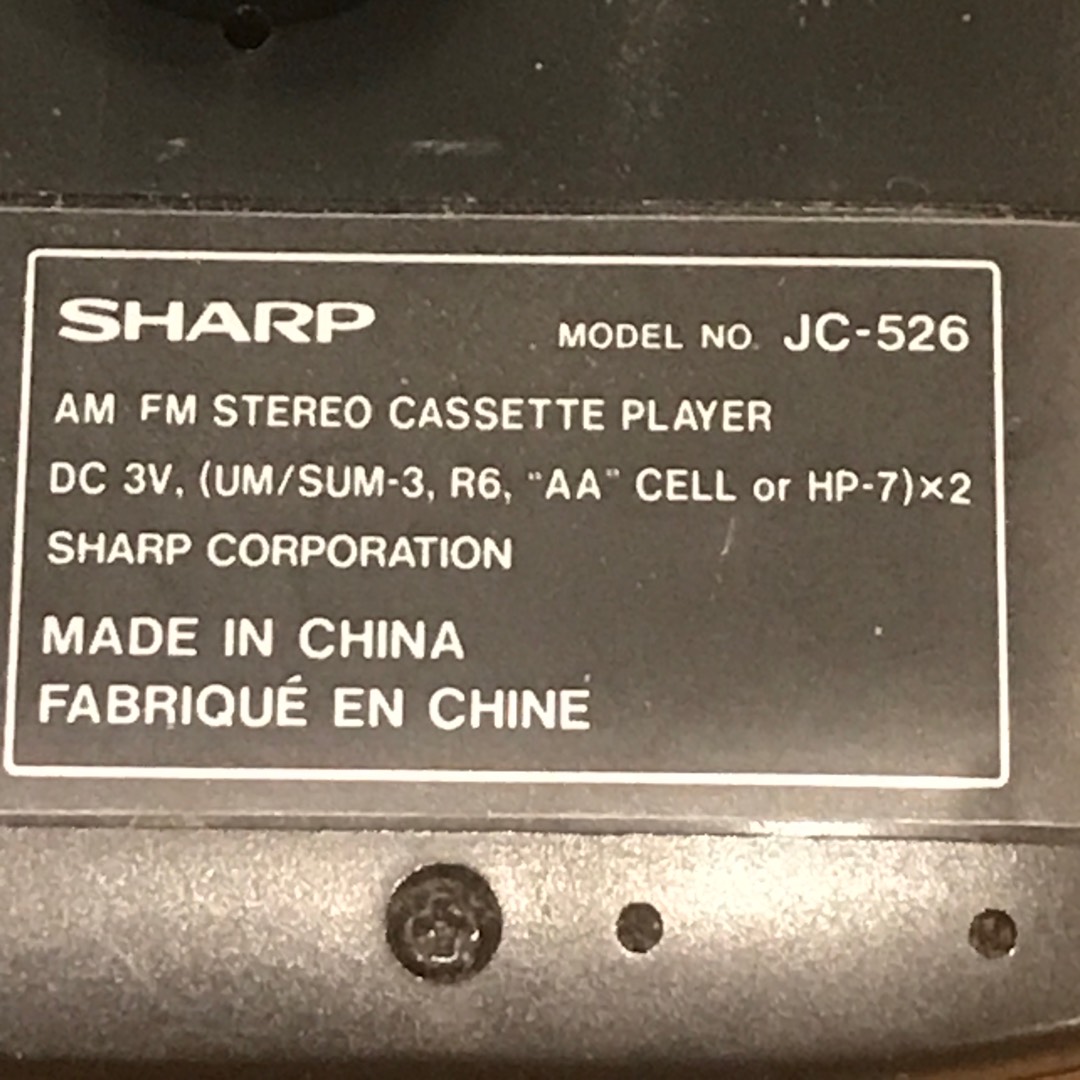 SHARP MODEL NO. JC-526
AM FM STEREO CASSETTE PLAYER
DC 3V, (UM/SUM-3, R6, "AA" CELL or HP-7)×2
SHARP CORPORATION
MADE IN CHINA
FABRIQUÉ EN CHINE